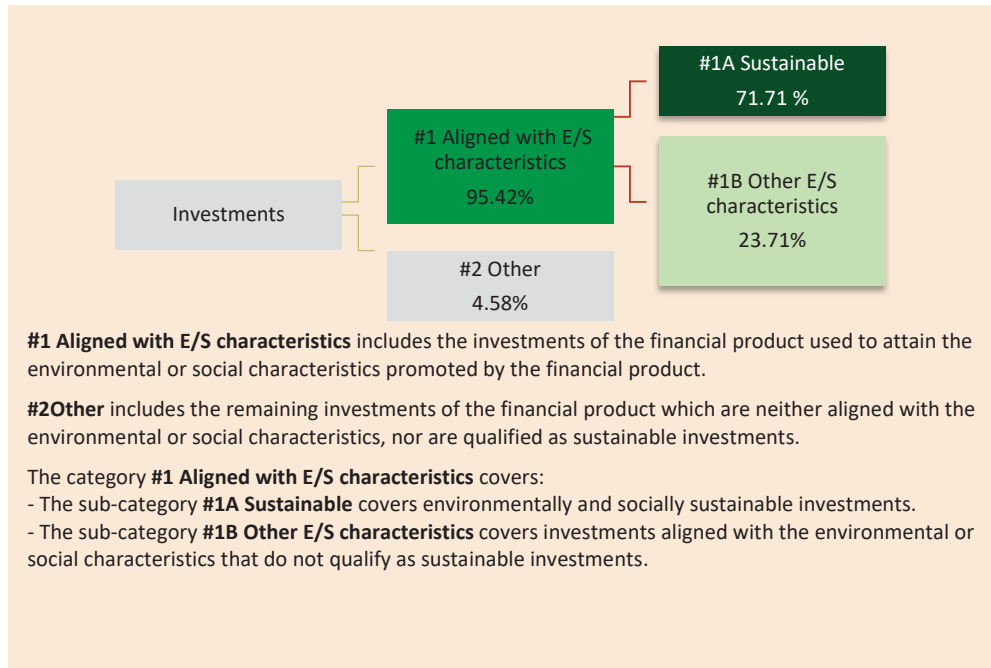 #1A Sustainable
71.71 %
#1 Aligned with E/S
characteristics
95.42%
#1B Other E/S
characteristics
23.71%
Investments
#2 Other
4.58%
#1 Aligned with E/S characteristics includes the investments of the financial product used to attain the
environmental or social characteristics promoted by the financial product.
#2Other includes the remaining investments of the financial product which are neither aligned with the
environmental or social characteristics, nor are qualified as sustainable investments.
The category #1 Aligned with E/S characteristics covers:
- The sub-category #1A Sustainable covers environmentally and socially sustainable investments.
- The sub-category #1B Other E/S characteristics covers investments aligned with the environmental or
social characteristics that do not qualify as sustainable investments.